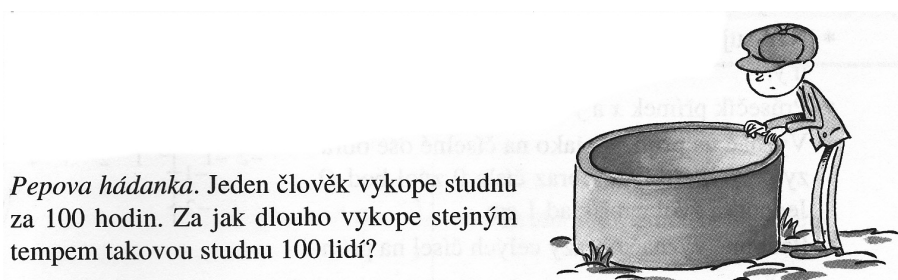 Pepova hádanka. Jeden člověk vykope studnu
za 100 hodin. Za jak dlouho vykope stejným
tempem takovou studnu 100 lidí?